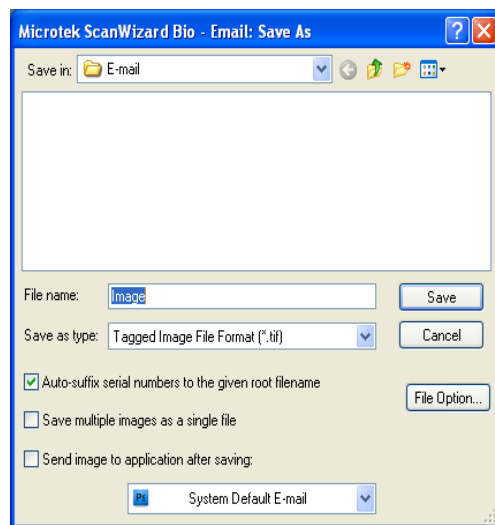 Microtek ScanWizard Bio - Email: Save As
Save in: E-mail
File name: Image Save
Save as type: Tagged Image File Format (*.tif) Cancel
Auto-suffix serial numbers to the given root filename
File Option...
Save multiple images as a single file
Send image to application after saving:
Ps System Default E-mail